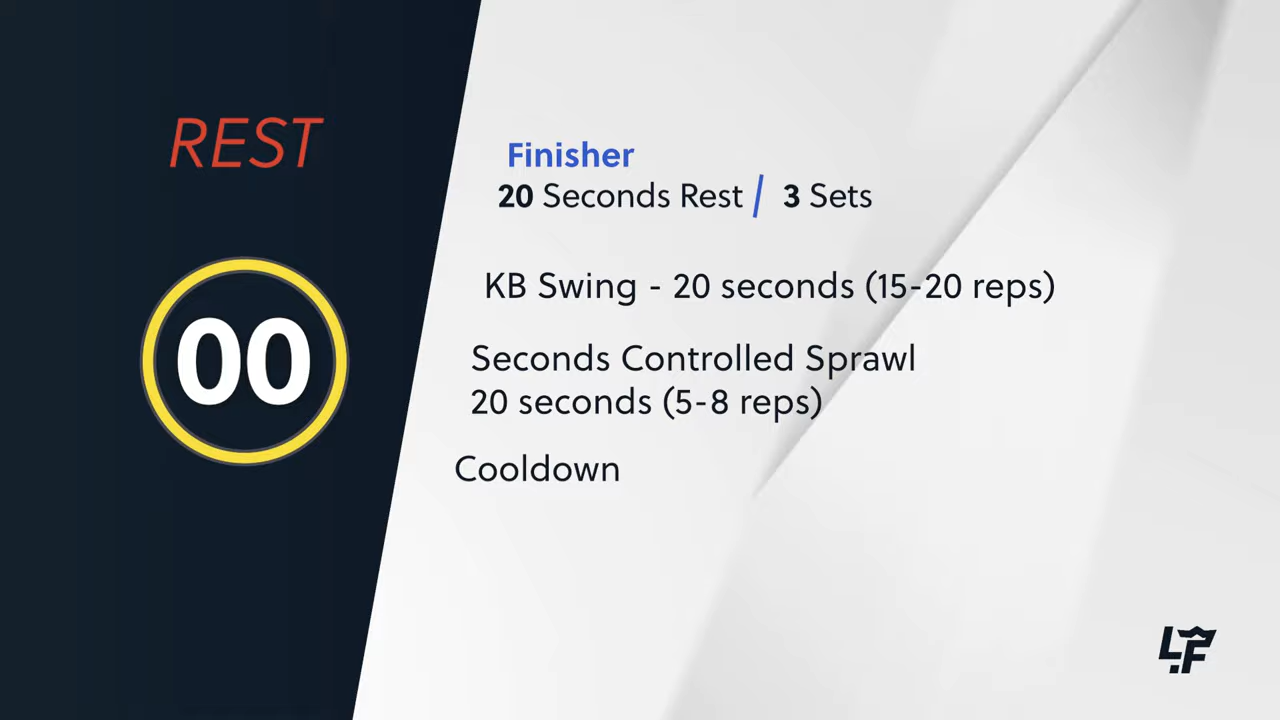 REST
00
Finisher
20 Seconds Rest / 3 Sets
KB Swing - 20 seconds (15-20 reps)
Seconds Controlled Sprawl
20 seconds (5-8 reps)
Cooldown
LF